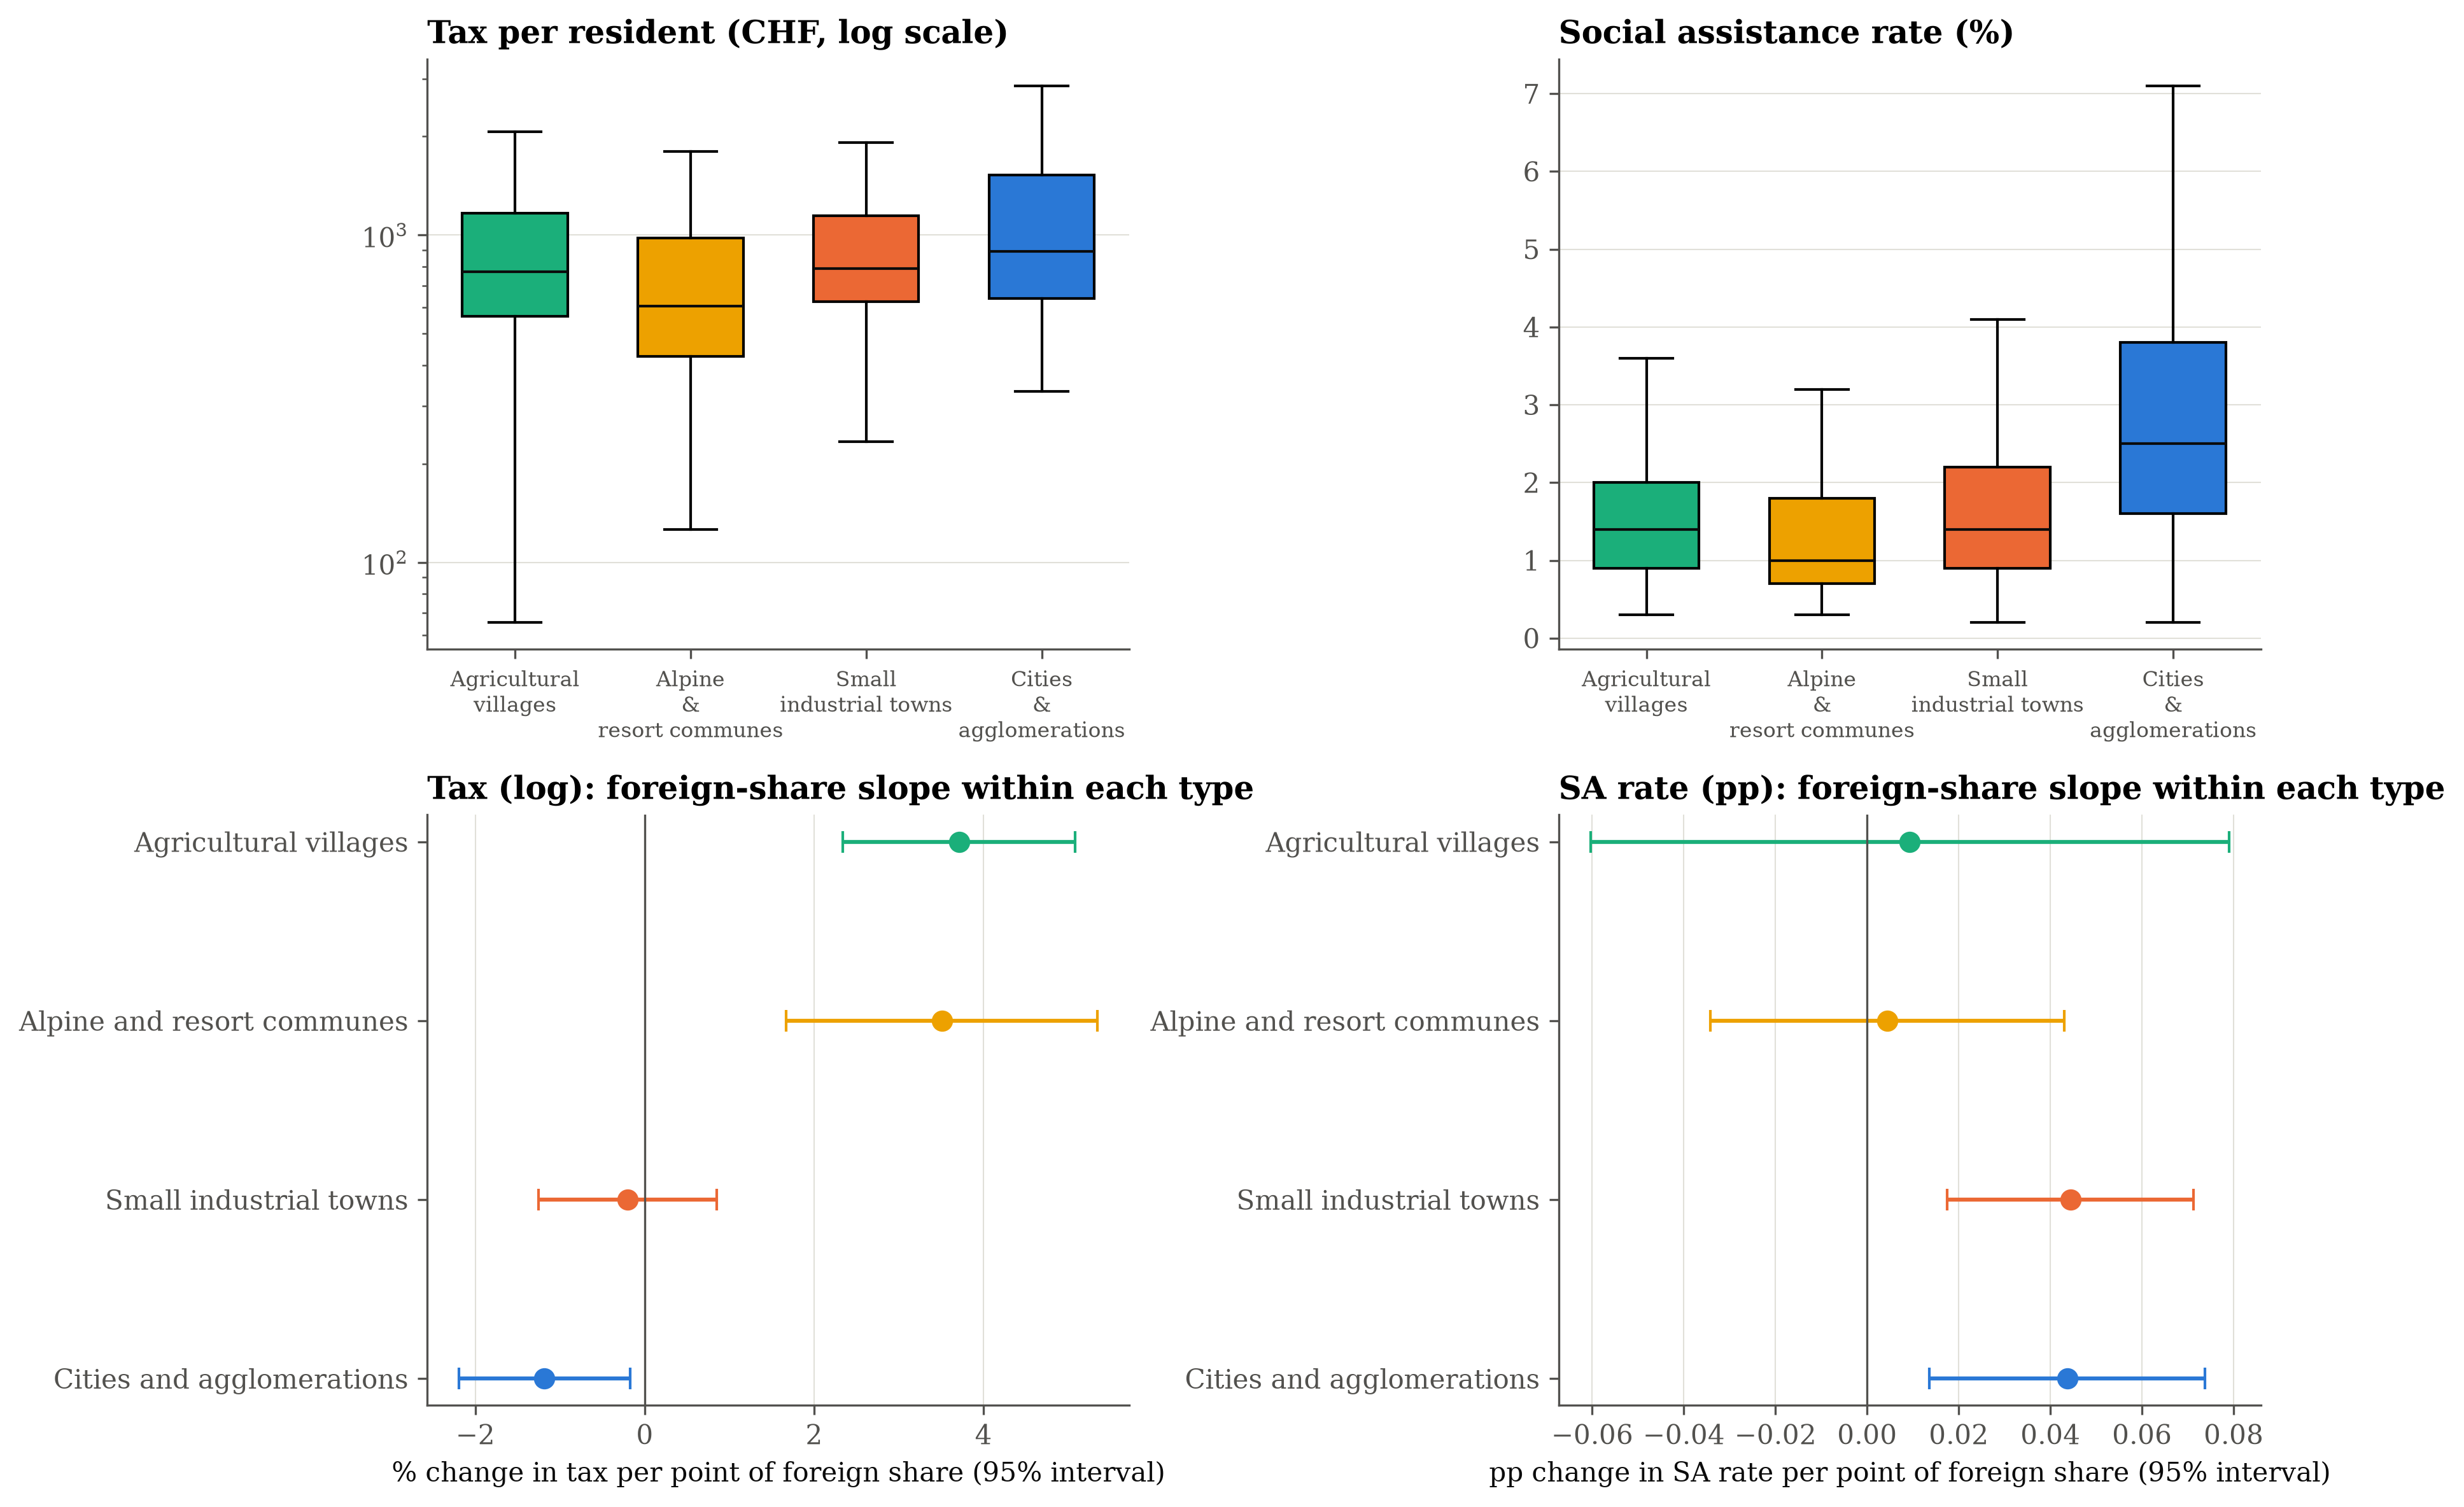 Tax per resident (CHF, log scale)
10³
10²
Agricultural
villages
Alpine
&
resort communes
Small
industrial towns
Cities
&
agglomerations
Social assistance rate (%)
7
6
5
4
3
2
1
0
Agricultural
villages
Alpine
&
resort communes
Small
industrial towns
Cities
&
agglomerations
Tax (log): foreign-share slope within each type
Agricultural villages
Alpine and resort communes
Small industrial towns
Cities and agglomerations
−2 0 2 4
% change in tax per point of foreign share (95% interval)
SA rate (pp): foreign-share slope within each type
Agricultural villages
Alpine and resort communes
Small industrial towns
Cities and agglomerations
−0.06 −0.04 −0.02 0.00 0.02 0.04 0.06 0.08
pp change in SA rate per point of foreign share (95% interval)